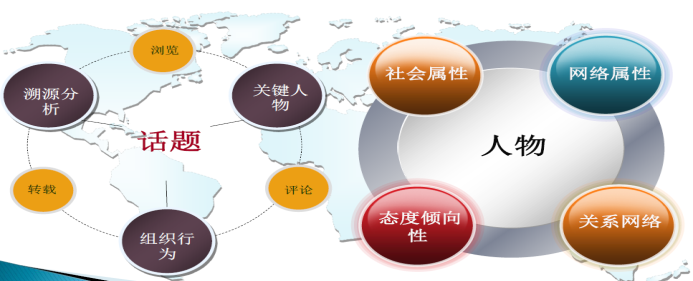 浏览
溯源分
析
关键人
物
话题
转载
评论
组织行
为
社会属性
网络属性
人物
态度倾向
性
关系网络